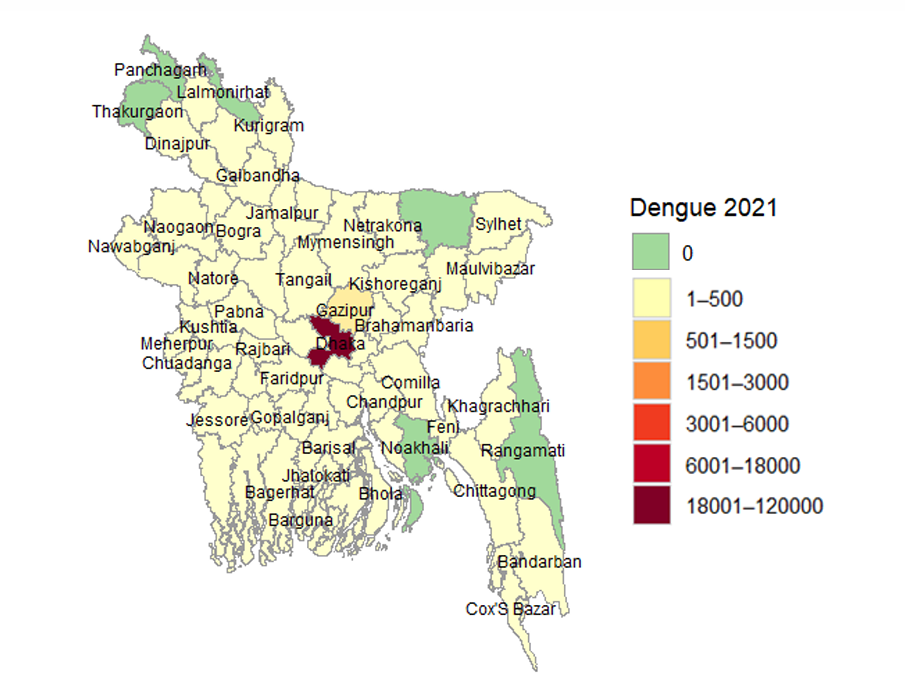 Panchagarh
Lalmonirhat
Thakurgaon
Kurigram
Dinajpur
Gaibandha
Dengue 2021
0
1–500
501–1500
1501–3000
3001–6000
6001–18000
18001–120000
Jamalpur
Naogaon
Bogra
Netrakona
Sylhet
Nawabganj
Mymensingh
Maulvibazar
Natore
Tangail
Kishoreganj
Pabna
Gazipur
Kushtia
Brahamanbaria
Meherpur
Rajbari
Dhaka
Chuadanga
Faridpur
Comilla
Chandpur
Khagrachhari
Jessore
Gopalganj
Feni
Barisal
Noakhali
Rangamati
Jhatokati
Bagerhat
Bhola
Chittagong
Barguna
Bandarban
Cox'S Bazar